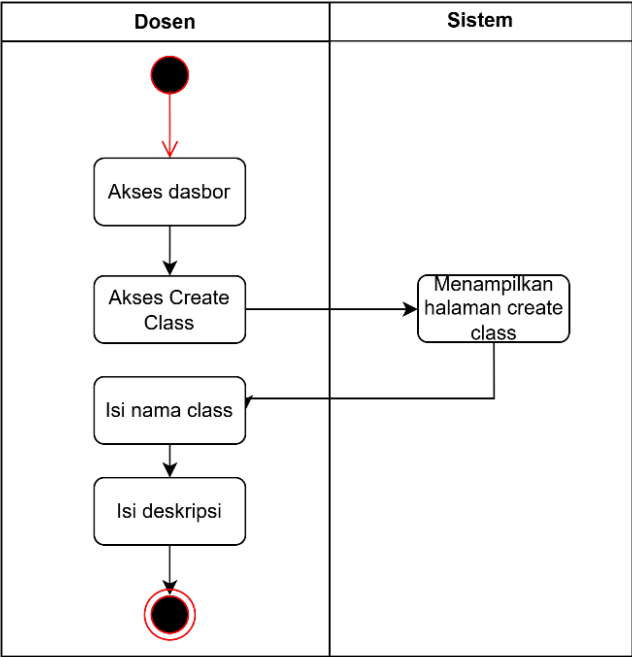 Dosen
Sistem
Akses dasbor
Akses Create
Class
Menampilkan
halaman create
class
Isi nama class
Isi deskripsi